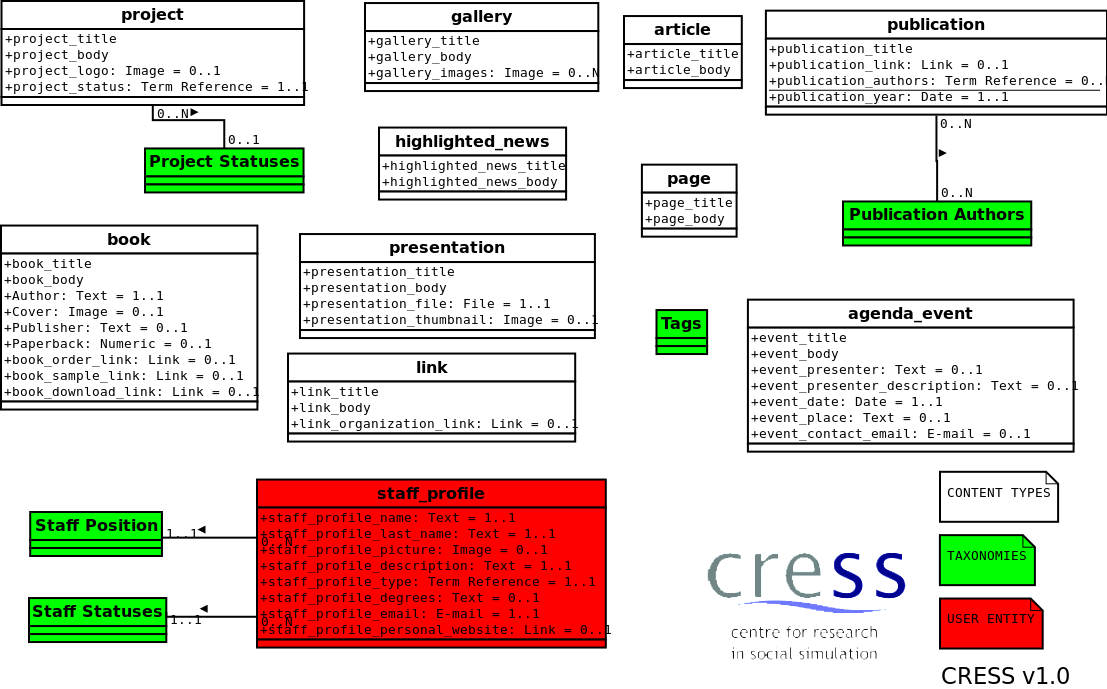 project
+project_title
+project_body
+project_logo: Image = 0..1
+project_status: Term Reference = 1..1
0..N
0..1
Project Statuses
gallery
+gallery_title
+gallery_body
+gallery_images: Image = 0..N
article
+article_title
+article_body
publication
+publication_title
+publication_link: Link = 0..1
+publication_authors: Term Reference = 0..
+publication_year: Date = 1..1
0..N
0..N
Publication Authors
highlighted_news
+highlighted_news_title
+highlighted_news_body
page
+page_title
+page_body
book
+book_title
+book_body
+Author: Text = 1..1
+Cover: Image = 0..1
+Publisher: Text = 0..1
+Paperback: Numeric = 0..1
+book_order_link: Link = 0..1
+book_sample_link: Link = 0..1
+book_download_link: Link = 0..1
presentation
+presentation_title
+presentation_body
+presentation_file: File = 1..1
+presentation_thumbnail: Image = 0..1
link
+link_title
+link_body
+link_organization_link: Link = 0..1
Tags
agenda_event
+event_title
+event_body
+event_presenter: Text = 0..1
+event_presenter_description: Text = 0..1
+event_date: Date = 1..1
+event_place: Text = 0..1
+event_contact_email: E-mail = 0..1
staff_profile
+staff_profile_name: Text = 1..1
+staff_profile_last_name: Text = 1..1
+staff_profile_picture: Image = 0..1
+staff_profile_description: Text = 1..1
+staff_profile_type: Term Reference = 1..1
+staff_profile_degrees: Text = 0..1
+staff_profile_email: E-mail = 1..1
+staff_profile_personal_website: Link = 0..1
Staff Position
1..1
0..N
Staff Statuses
1..1
0..N
CONTENT TYPES
TAXONOMIES
USER ENTITY
cress
centre for research
in social simulation
CRESS v1.0